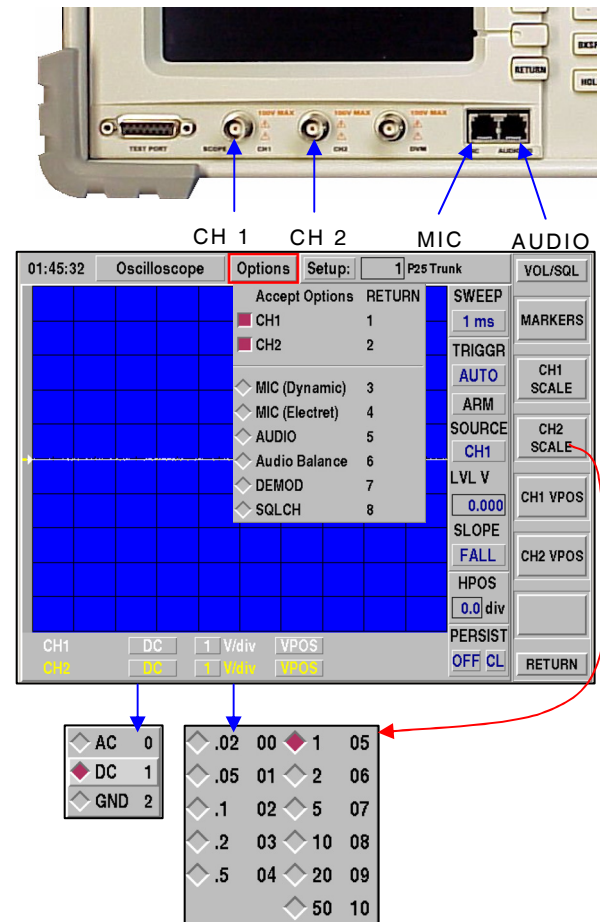 BKSP
RETURN
HOL
100V MAX 100V MAX 100V MAX
TEST PORT SCOPE CH1 CH2 DVM
CH 1 CH 2 MIC AUDIO
01:45:32 Oscilloscope Options Setup: 1 P25 Trunk VOL/SQL
Accept Options RETURN
CH1 1
CH2 2
MIC (Dynamic) 3
MIC (Electret) 4
AUDIO 5
Audio Balance 6
DEMOD 7
SQLCH 8
SWEEP
1 ms
TRIGGR
AUTO
ARM
SOURCE
CH1
LVL V
0.000
SLOPE
FALL
HPOS
0.0 div
PERSIST
OFF CL
MARKERS
CH1
SCALE
CH2
SCALE
CH1 VPOS
CH2 VPOS
RETURN
CH1 DC 1 V/div VPOS
CH2 DC 1 V/div VPOS
AC 0
DC 1
GND 2
.02 00 1 05
.05 01 2 06
.1 02 5 07
.2 03 10 08
.5 04 20 09
50 10